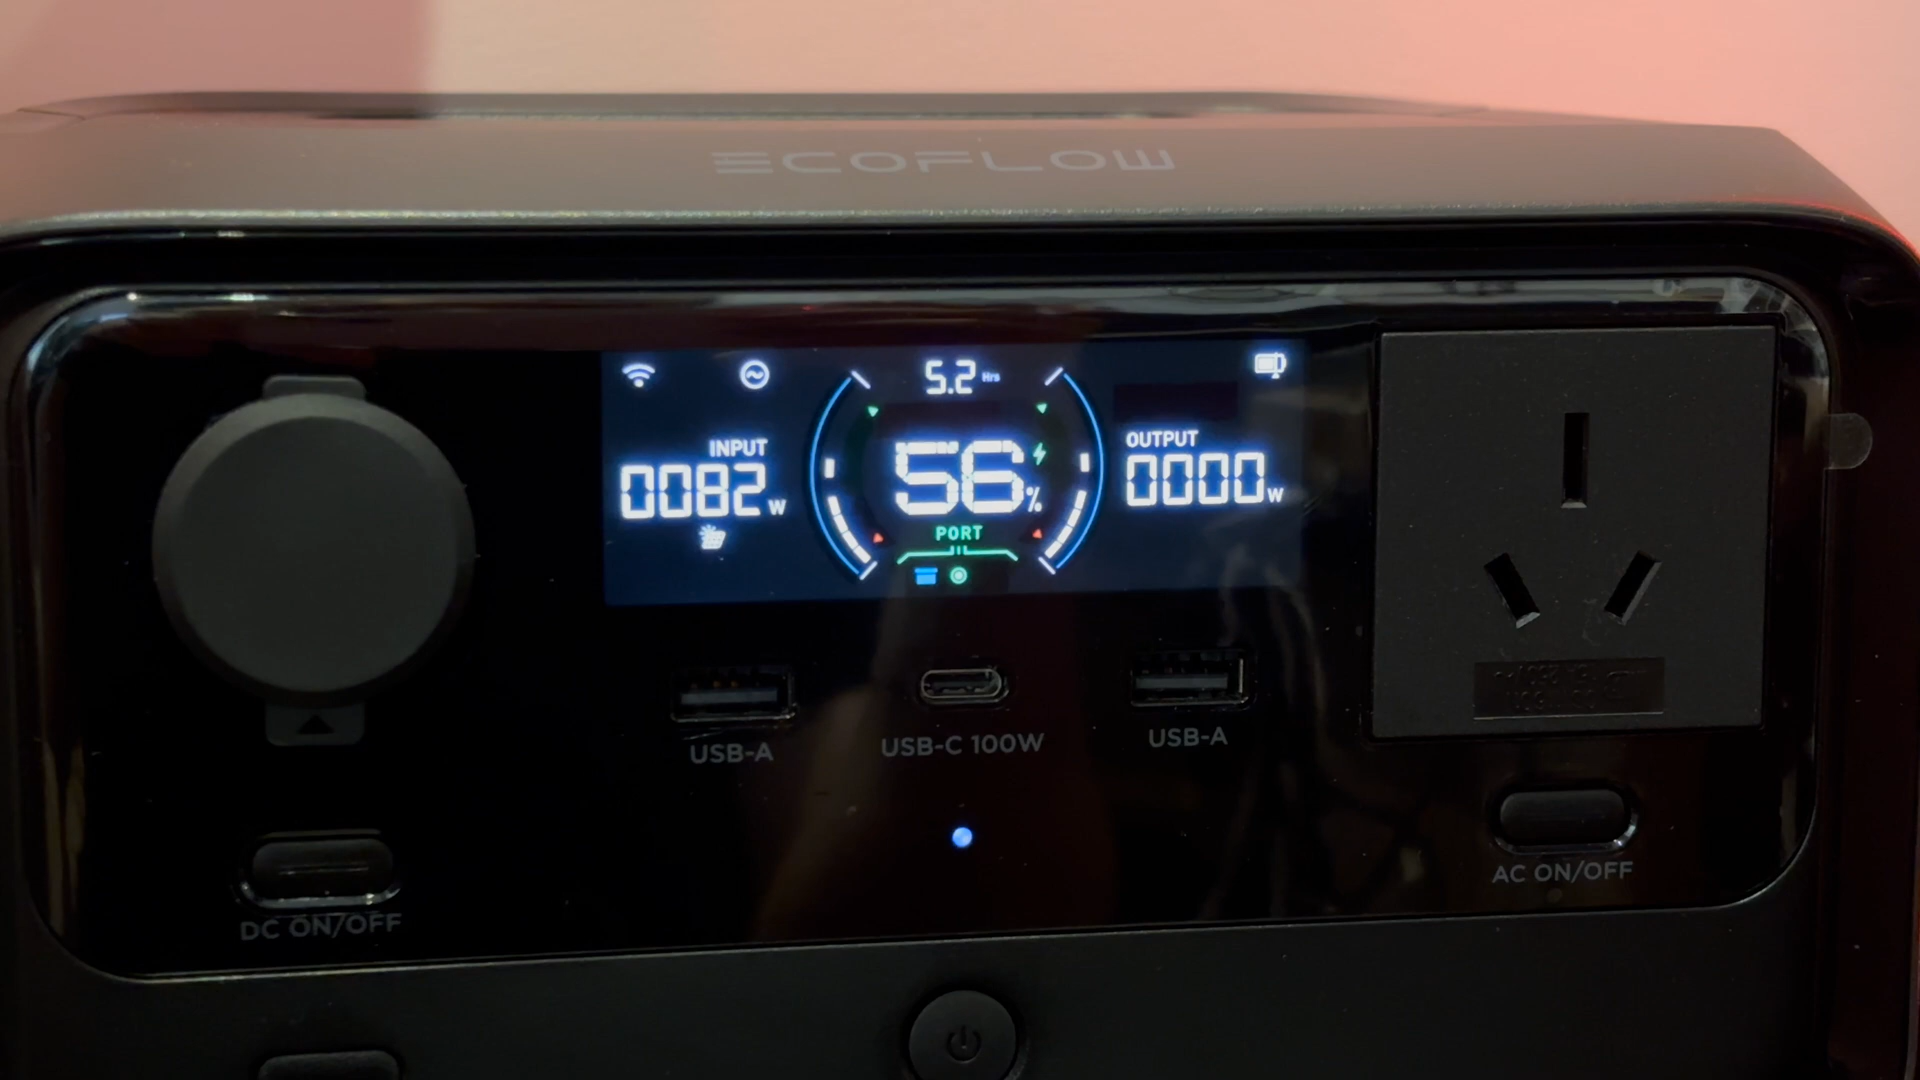 ECOFLOW
5.2 Hrs
INPUT
0082 W
56 %
OUTPUT
0000 W
PORT
USB-A
USB-C 100W
USB-A
DC ON/OFF
AC ON/OFF